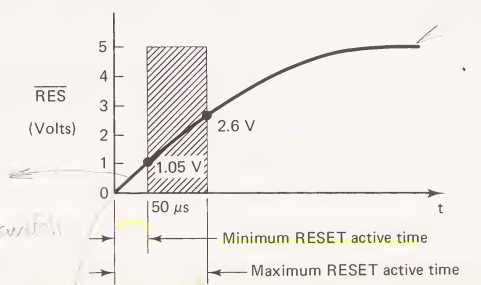 5
4
RES
3
(Volts)
2.6 V
2
1
1.05 V
0
50 μs
t
Minimum RESET active time
Maximum RESET active time